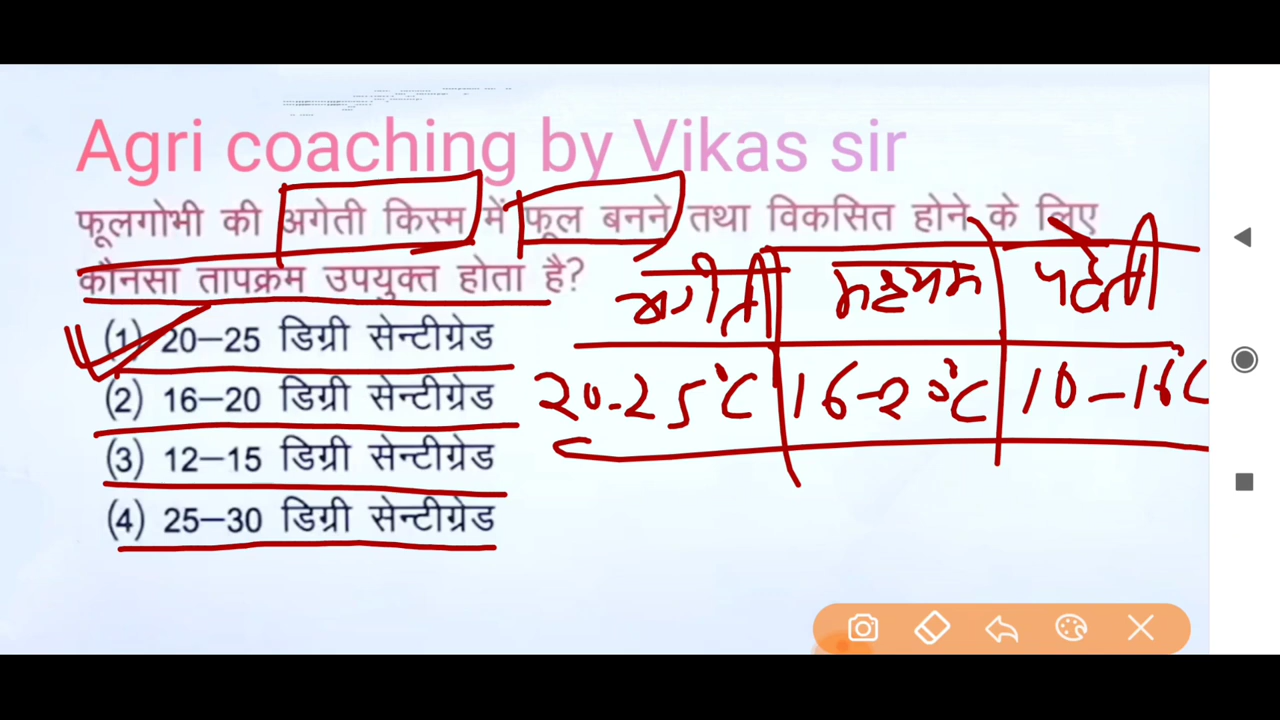 Agri coaching by Vikas sir
फूलगोभी की अगेती किस्म में फूल बनने तथा विकसित होने के लिए
कौनसा तापक्रम उपयुक्त होता है?
(1) 20–25 डिग्री सेन्टीग्रेड
(2) 16–20 डिग्री सेन्टीग्रेड
(3) 12–15 डिग्री सेन्टीग्रेड
(4) 25–30 डिग्री सेन्टीग्रेड
अगेती मध्यम पछेती
20-25°C 16-20°C 10-16°C